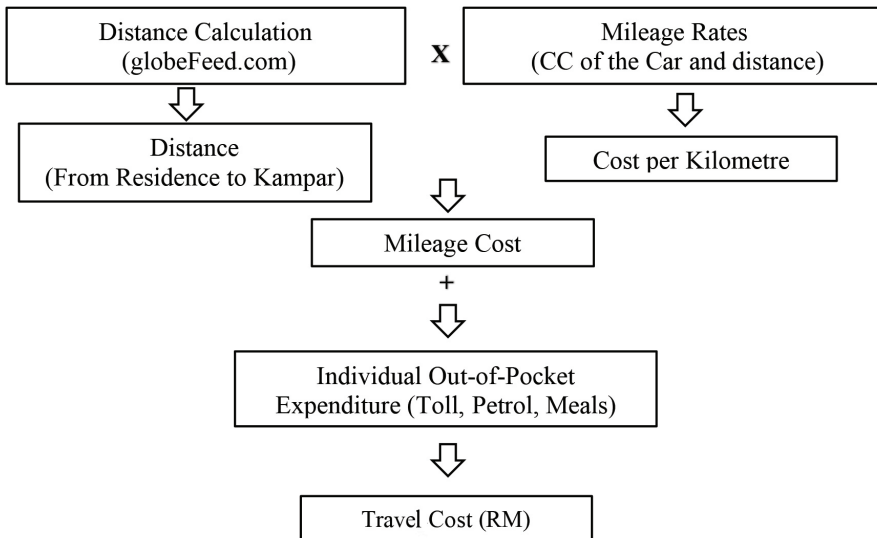 Distance Calculation
(globeFeed.com)
X
Mileage Rates
(CC of the Car and distance)
Distance
(From Residence to Kampar)
Cost per Kilometre
Mileage Cost
+
Individual Out-of-Pocket
Expenditure (Toll, Petrol, Meals)
Travel Cost (RM)